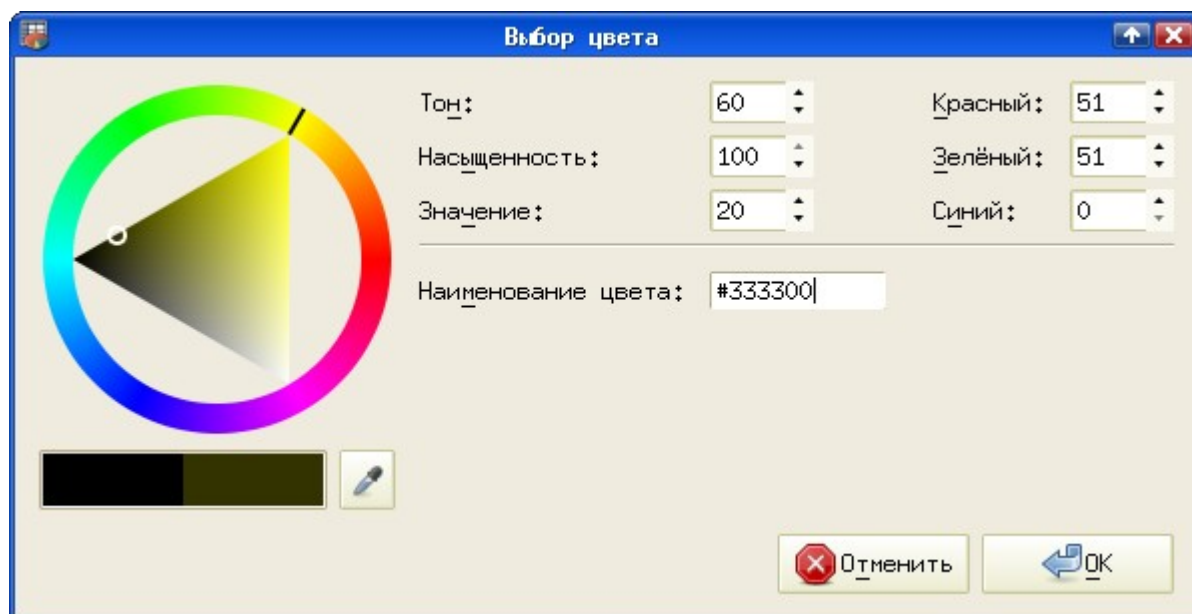 Выбор цвета
Тон: 60 Красный: 51
Насыщенность: 100 Зелёный: 51
Значение: 20 Синий: 0
Наименование цвета: #333300
Отменить OK